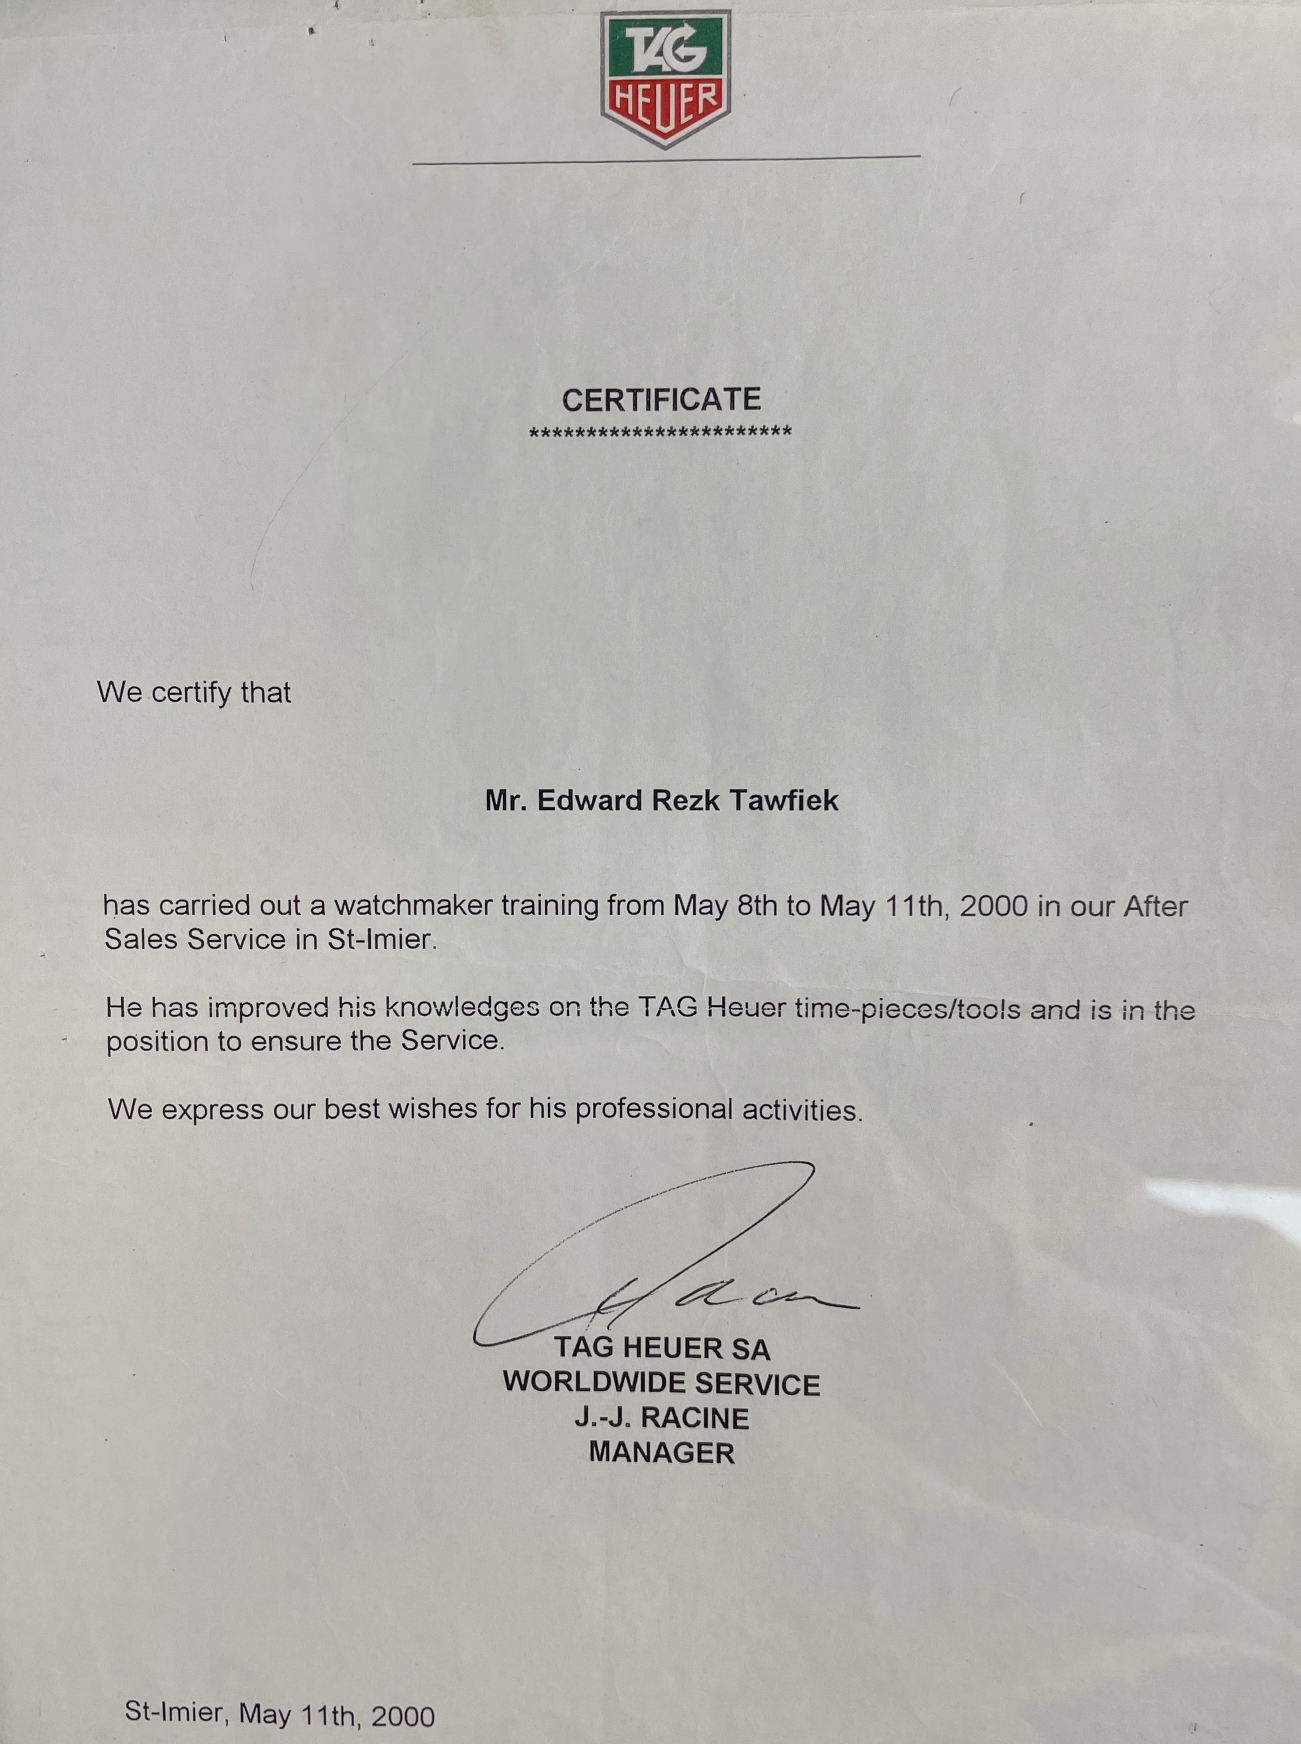 TAG
HEUER
CERTIFICATE
***********************
We certify that
Mr. Edward Rezk Tawfiek
has carried out a watchmaker training from May 8th to May 11th, 2000 in our After
Sales Service in St-Imier.
He has improved his knowledges on the TAG Heuer time-pieces/tools and is in the
position to ensure the Service.
We express our best wishes for his professional activities.
TAG HEUER SA
WORLDWIDE SERVICE
J.-J. RACINE
MANAGER
St-Imier, May 11th, 2000